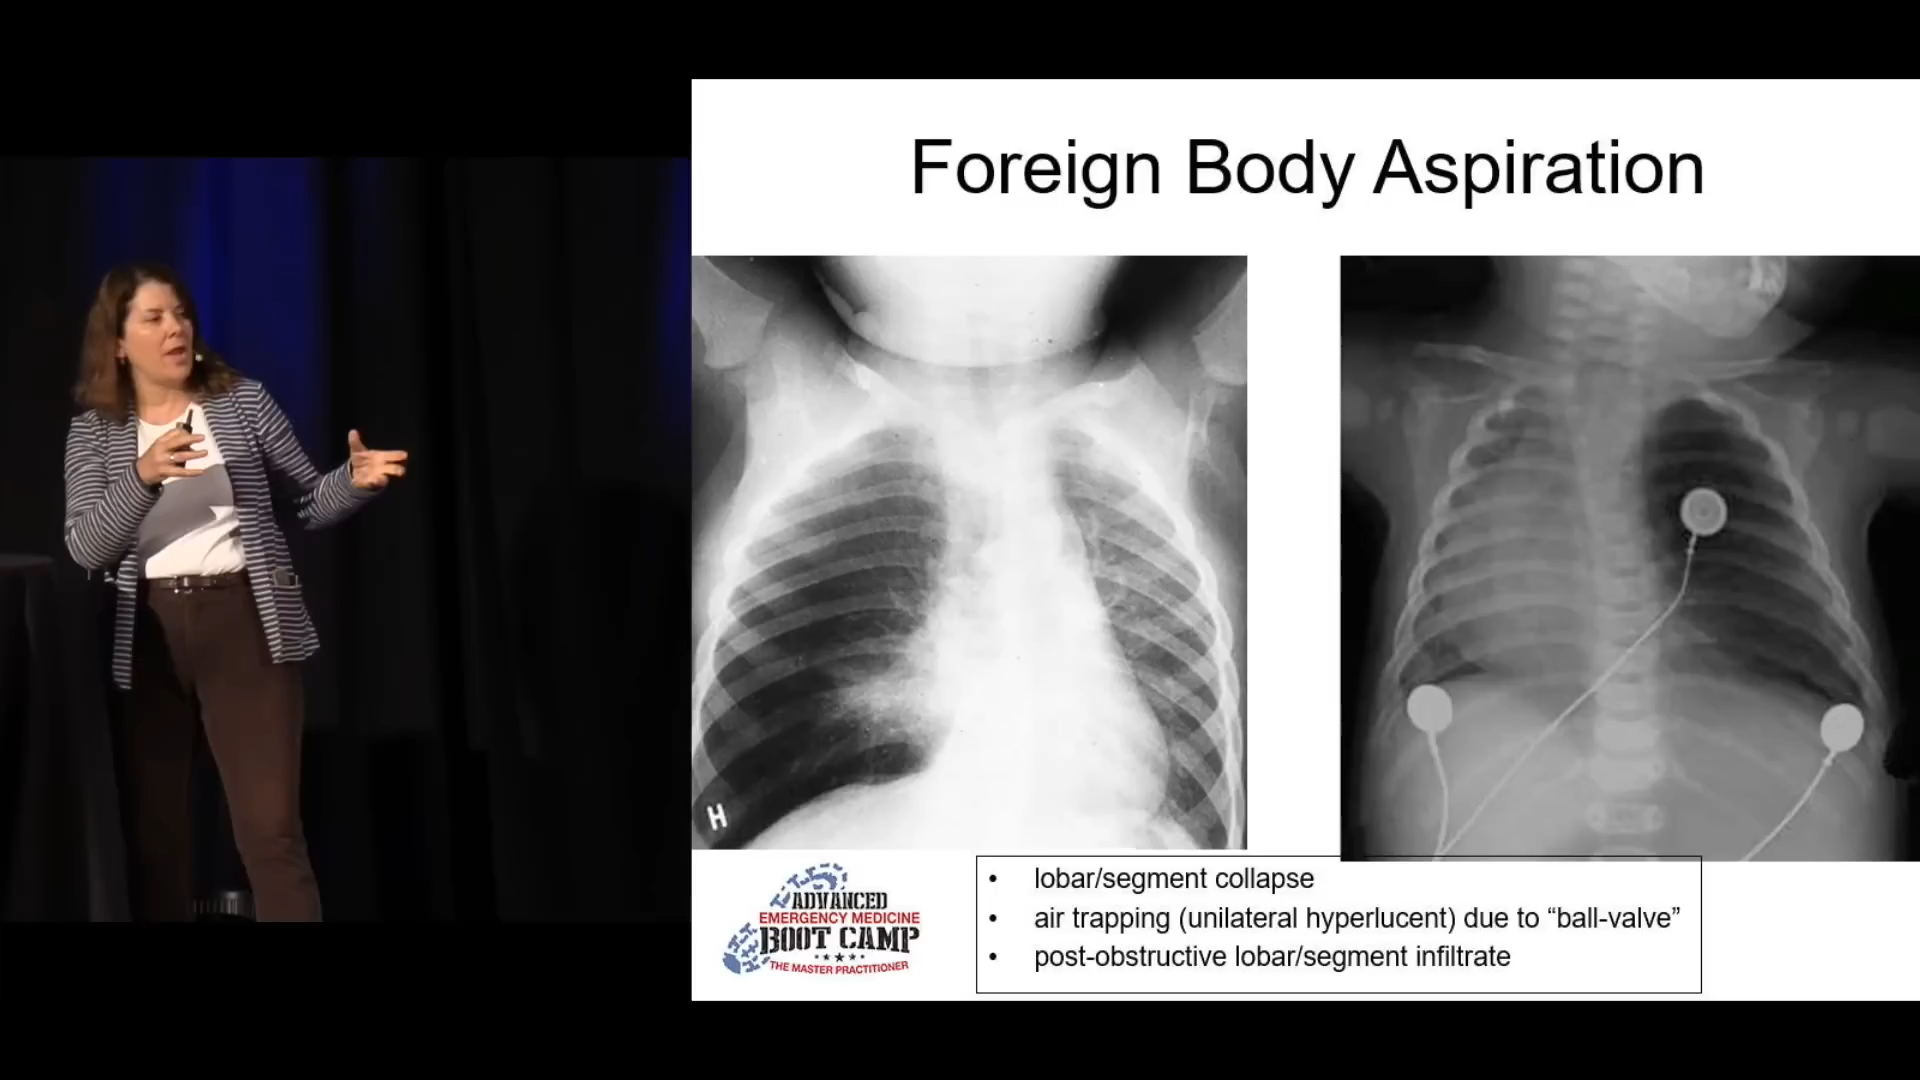 Foreign Body Aspiration
H
ADVANCED
EMERGENCY MEDICINE
BOOT CAMP
THE MASTER PRACTITIONER
• lobar/segment collapse
• air trapping (unilateral hyperlucent) due to “ball-valve”
• post-obstructive lobar/segment infiltrate